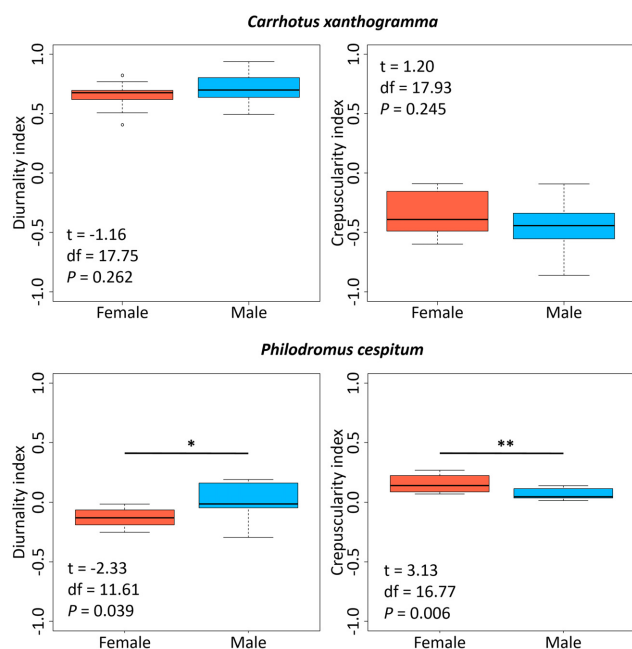 Carrhotus xanthogramma
Diurnality index
1.0
0.5
0.0
-0.5
-1.0
t = -1.16
df = 17.75
P = 0.262
Female
Male
Crepuscularity index
1.0
0.5
0.0
-0.5
-1.0
t = 1.20
df = 17.93
P = 0.245
Female
Male
Philodromus cespitum
Diurnality index
1.0
0.5
0.0
-0.5
-1.0
*
t = -2.33
df = 11.61
P = 0.039
Female
Male
Crepuscularity index
1.0
0.5
0.0
-0.5
-1.0
**
t = 3.13
df = 16.77
P = 0.006
Female
Male